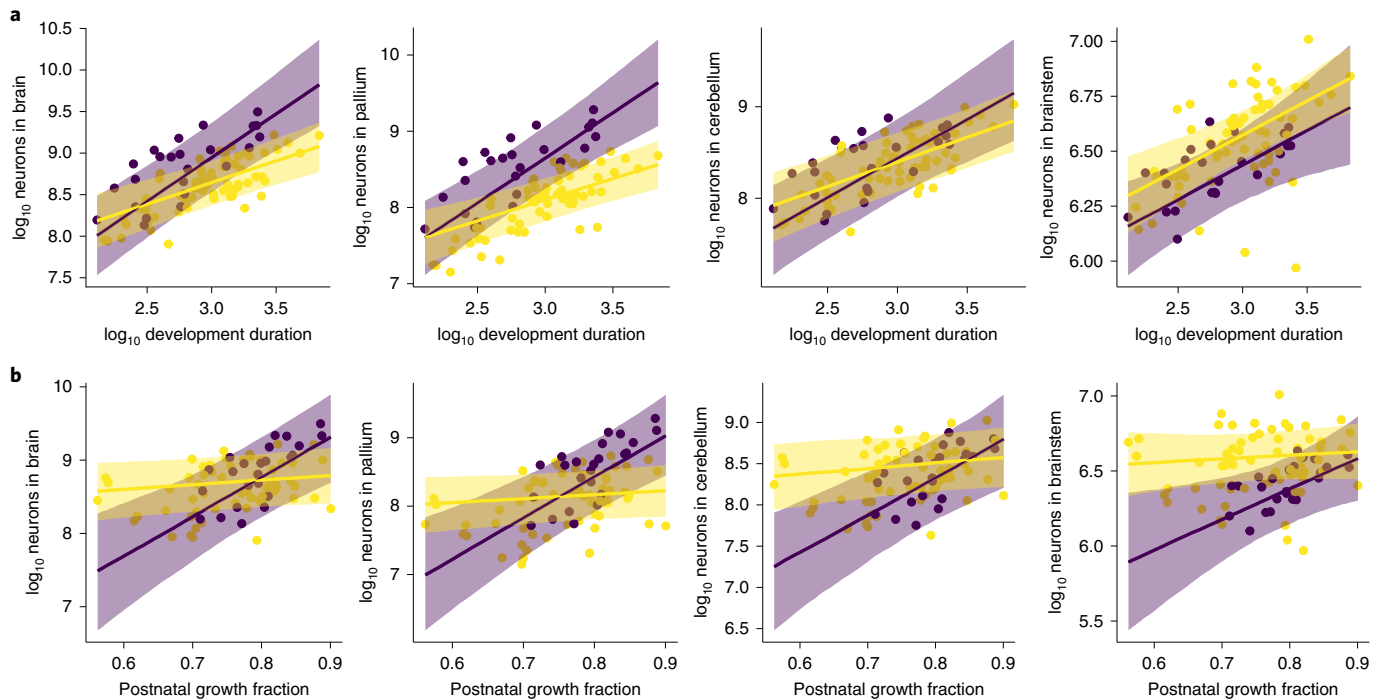 a
log10 neurons in brain
10.5
10.0
9.5
9.0
8.5
8.0
7.5
2.5 3.0 3.5
log10 development duration
log10 neurons in pallium
10
9
8
7
2.5 3.0 3.5
log10 development duration
log10 neurons in cerebellum
9
8
2.5 3.0 3.5
log10 development duration
log10 neurons in brainstem
7.00
6.75
6.50
6.25
6.00
2.5 3.0 3.5
log10 development duration
b
log10 neurons in brain
10
9
8
7
0.6 0.7 0.8 0.9
Postnatal growth fraction
log10 neurons in pallium
9
8
7
0.6 0.7 0.8 0.9
Postnatal growth fraction
log10 neurons in cerebellum
9.0
8.5
8.0
7.5
7.0
6.5
0.6 0.7 0.8 0.9
Postnatal growth fraction
log10 neurons in brainstem
7.0
6.5
6.0
5.5
0.6 0.7 0.8 0.9
Postnatal growth fraction